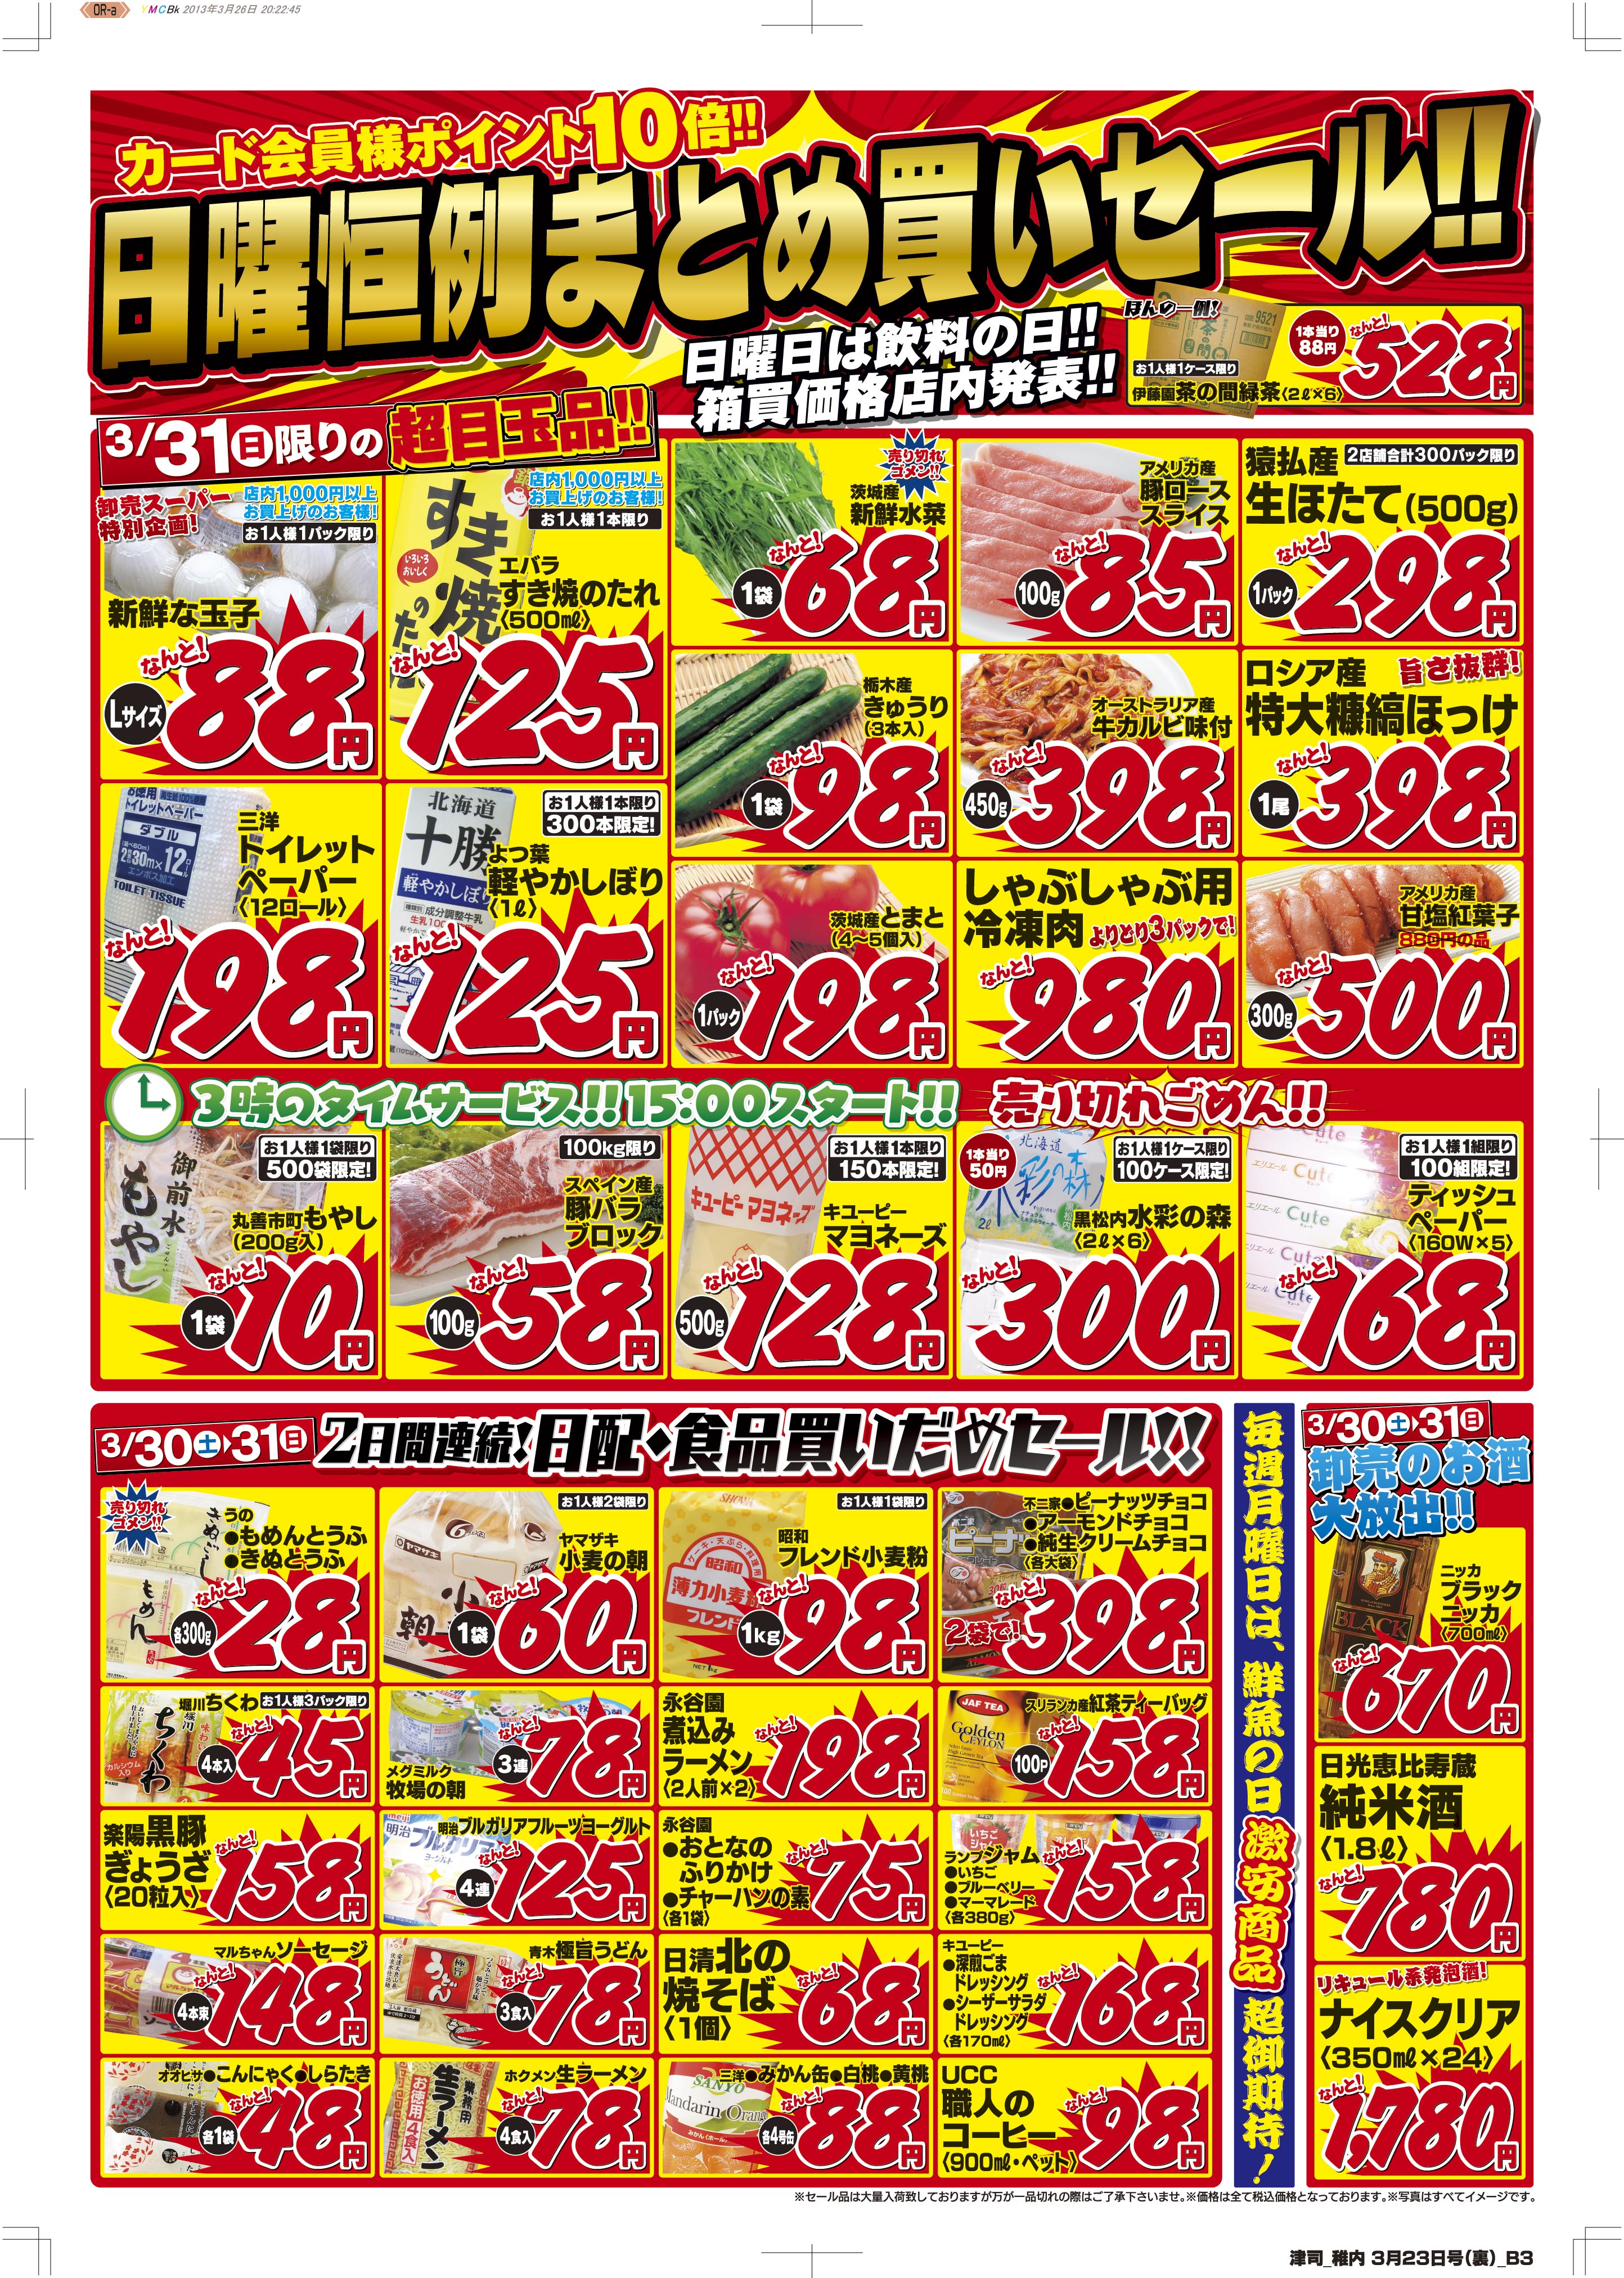 OR-a YMCBk 2013年3月26日 20:22:45
カード会員様ポイント10倍!!
日曜恒例まとめ買いセール!!
日曜日は飲料の日!!
箱買価格店内発表!!
ほんの一例!
お1人様1ケース限り
伊藤園茶の間緑茶〈2ℓ×6〉
1本当り
88円
なんと!
528円
3/31日限りの超目玉品!!
卸売スーパー
特別企画!
店内1,000円以上
お買上げのお客様!
お1人様1パック限り
新鮮な玉子
Lサイズ
なんと!
88円
店内1,000円以上
お買上げのお客様!
お1人様1本限り
エバラ
すき焼のたれ
〈500㎖〉
なんと!
125円
売り切れ
ゴメン!!
茨城産
新鮮水菜
1袋
なんと!
68円
アメリカ産
豚ロース
スライス
100g
なんと!
85円
猿払産
2店舗合計300パック限り
生ほたて(500g)
1パック
なんと!
298円
栃木産
きゅうり
(3本入)
1袋
なんと!
98円
オーストラリア産
牛カルビ味付
450g
なんと!
398円
ロシア産
旨さ抜群!
特大糠縞ほっけ
1尾
なんと!
398円
三洋
トイレット
ペーパー
〈12ロール〉
なんと!
198円
お1人様1本限り
300本限定!
よつ葉
軽やかしぼり
〈1ℓ〉
なんと!
125円
茨城産とまと
(4〜5個入)
1パック
なんと!
198円
しゃぶしゃぶ用
冷凍肉よりどり3パックで!
なんと!
980円
アメリカ産
甘塩紅葉子
880円の品
300g
なんと!
500円
3時のタイムサービス!!15:00スタート!! 売り切れごめん!!
お1人様1袋限り
500袋限定!
丸善市町もやし
(200g入)
1袋
なんと!
10円
100kg限り
スペイン産
豚バラ
ブロック
100g
なんと!
58円
お1人様1本限り
150本限定!
キユーピー
マヨネーズ
500g
なんと!
128円
1本当り
50円
お1人様1ケース限り
100ケース限定!
黒松内水彩の森
〈2ℓ×6〉
なんと!
300円
お1人様1組限り
100組限定!
ティッシュ
ペーパー
〈160W×5〉
なんと!
168円
3/30土▶31日 2日間連続!日配◆食品買いだめセール!!
売り切れ
ゴメン!!
うの
●もめんとうふ
●きぬとうふ
各300g
なんと!
28円
お1人様2袋限り
ヤマザキ
小麦の朝
1袋
なんと!
60円
お1人様1袋限り
昭和
フレンド小麦粉
1kg
なんと!
98円
不二家●ピーナッツチョコ
●アーモンドチョコ
●純生クリームチョコ
〈各大袋〉
2袋で!
なんと!
398円
堀川ちくわ
お1人様3パック限り
4本入
なんと!
45円
メグミルク
牧場の朝
3連
なんと!
78円
永谷園
煮込み
ラーメン
〈2人前×2〉
なんと!
198円
スリランカ産紅茶ティーバッグ
100P
なんと!
158円
楽陽黒豚
ぎょうざ
〈20粒入〉
なんと!
158円
明治ブルガリアフルーツヨーグルト
4連
なんと!
125円
永谷園
●おとなの
ふりかけ
●チャーハンの素
〈各1袋〉
なんと!
75円
ランプジャム
●いちご
●ブルーベリー
●マーマレード
〈各380g〉
なんと!
158円
マルちゃんソーセージ
4本束
なんと!
148円
青木極旨うどん
3食入
なんと!
78円
日清北の
焼そば
〈1個〉
なんと!
68円
キユーピー
●深煎ごま
ドレッシング
●シーザーサラダ
ドレッシング
〈各170㎖〉
なんと!
168円
オオヒサ●こんにゃく●しらたき
各1袋
なんと!
48円
ホクメン生ラーメン
4食入
なんと!
78円
三洋●みかん缶●白桃●黄桃
各4号缶
なんと!
88円
UCC
職人の
コーヒー
〈900㎖・ペット〉
なんと!
98円
毎週月曜日は、鮮魚の日 激安商品 超御期待!
3/30土▶31日
卸売のお酒
大放出!!
ニッカ
ブラック
ニッカ
〈700㎖〉
なんと!
670円
日光恵比寿蔵
純米酒
〈1.8ℓ〉
なんと!
780円
リキュール系発泡酒!
ナイスクリア
〈350㎖×24〉
なんと!
1,780円
※セール品は大量入荷致しておりますが万が一品切れの際はご了承下さいませ。※価格は全て税込価格となっております。※写真はすべてイメージです。
津司_稚内 3月23日号(裏)_B3